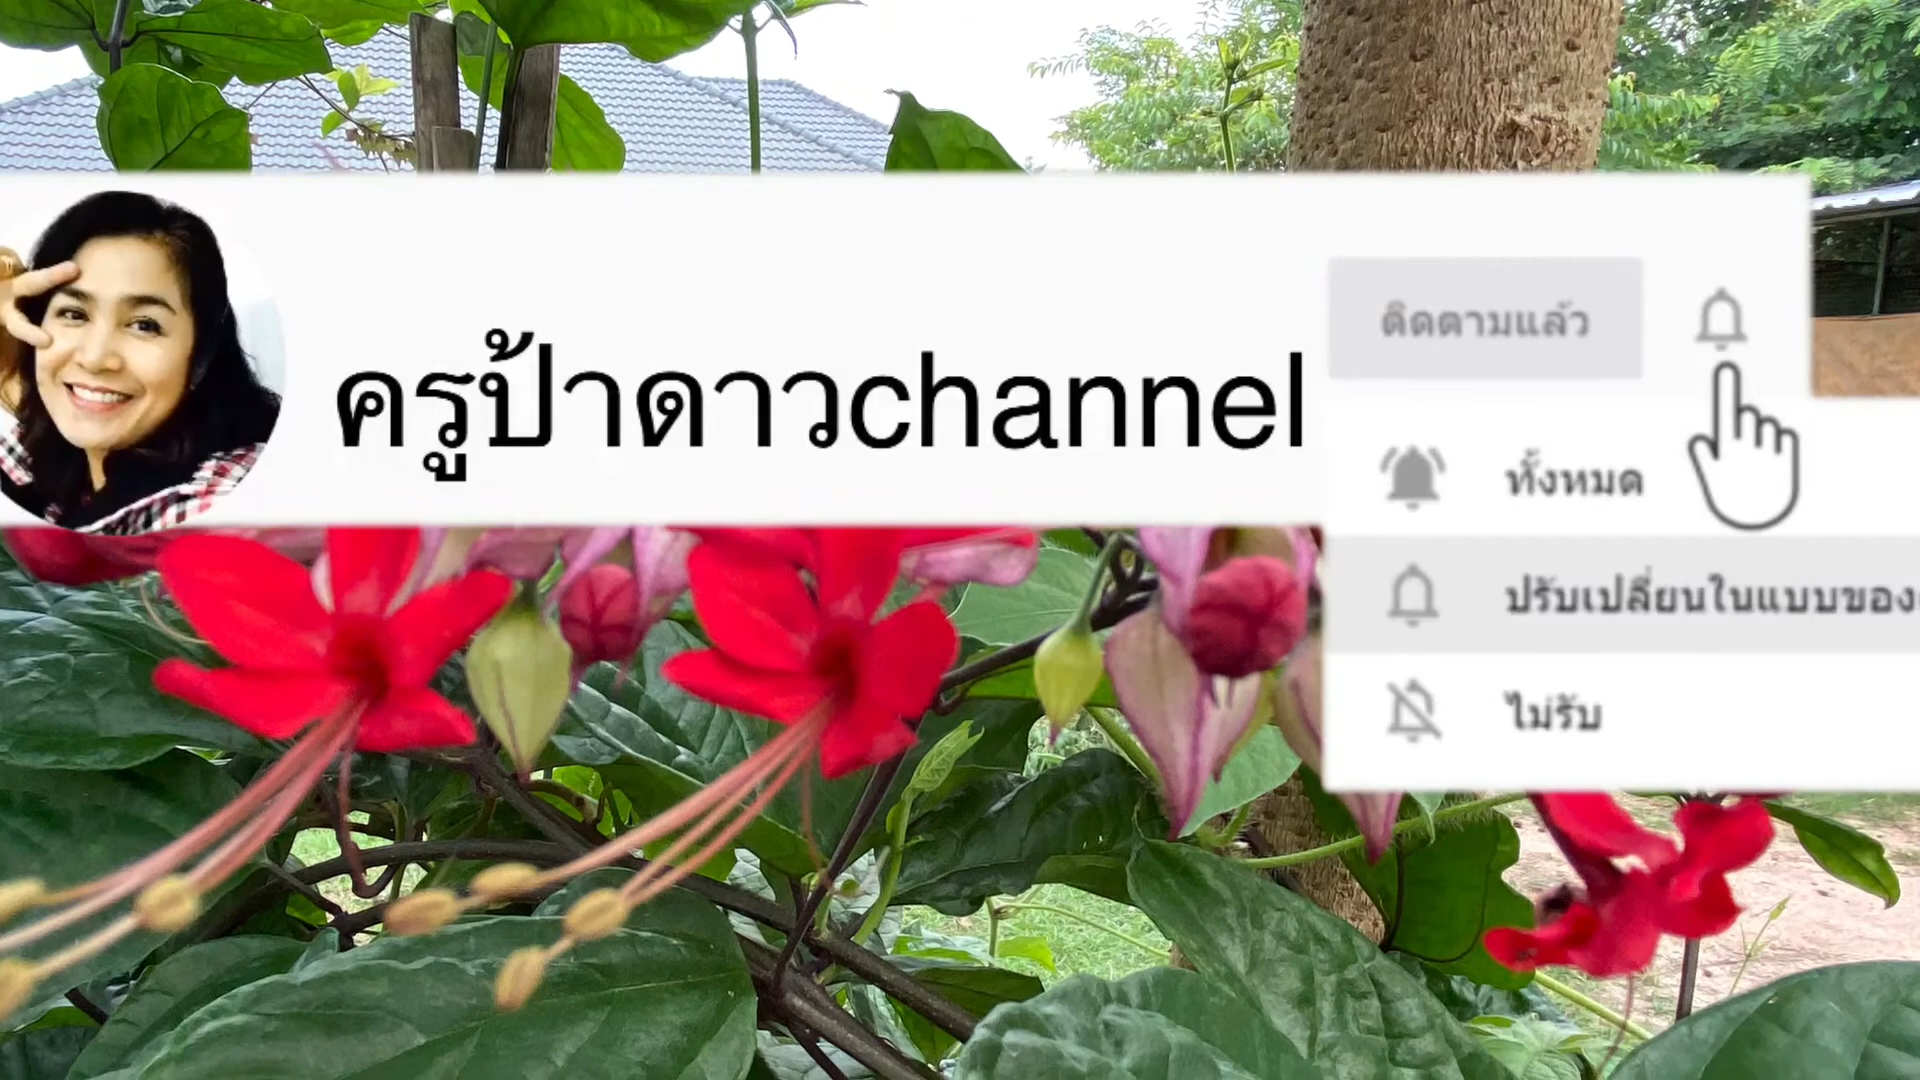 ครูป้าดาวchannel
ติดตามแล้ว
ทั้งหมด
ปรับเปลี่ยนในแบบของ
ไม่รับ